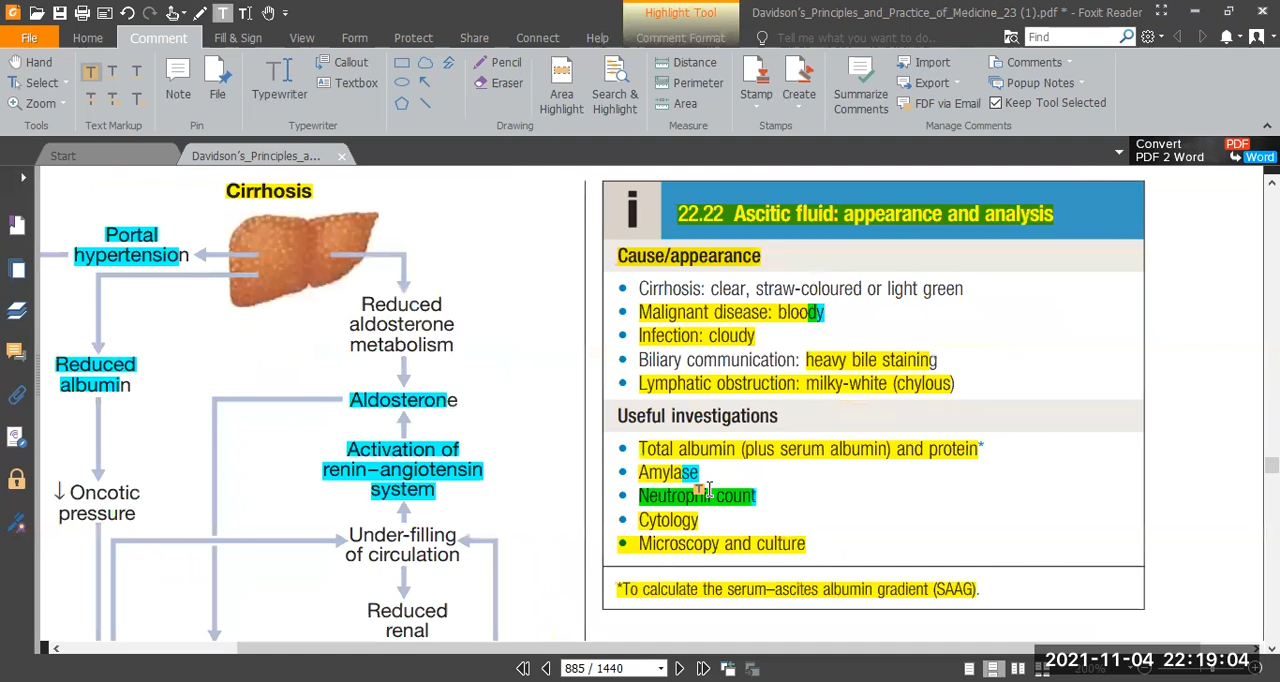 Highlight Tool
Davidson's_Principles_and_Practice_of_Medicine_23 (1).pdf * - Foxit Reader
File Home Comment Fill & Sign View Form Protect Share Connect Help Comment Format Tell me what you want to do.. Find
Hand
Select
Zoom
Tools
Text Markup
Note
File
Pin
Typewriter
Callout
Textbox
Typewriter
Pencil
Eraser
Area Highlight
Search & Highlight
Drawing
Distance
Perimeter
Area
Measure
Stamp
Create
Stamps
Summarize Comments
Import
Export
FDF via Email
Comments
Popup Notes
Keep Tool Selected
Manage Comments
Start
Davidson's_Principles_a...
Convert PDF
PDF 2 Word Word
Cirrhosis
Portal
hypertension
Reduced
aldosterone
metabolism
Reduced
albumin
Aldosterone
Activation of
renin–angiotensin
system
↓ Oncotic
pressure
Under-filling
of circulation
Reduced
renal
i
22.22 Ascitic fluid: appearance and analysis
Cause/appearance
• Cirrhosis: clear, straw-coloured or light green
• Malignant disease: bloody
• Infection: cloudy
• Biliary communication: heavy bile staining
• Lymphatic obstruction: milky-white (chylous)
Useful investigations
• Total albumin (plus serum albumin) and protein*
• Amylase
• Neutrophil count
• Cytology
• Microscopy and culture
*To calculate the serum–ascites albumin gradient (SAAG).
885 / 1440
2021-11-04 22:19:04